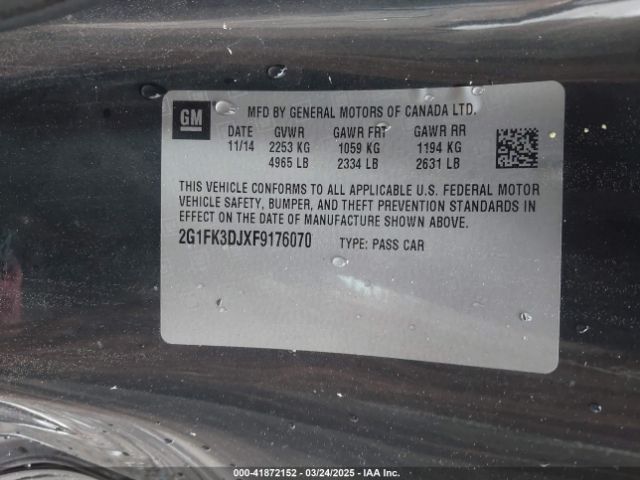 GM
MFD BY GENERAL MOTORS OF CANADA LTD.
DATE GVWR GAWR FRT GAWR RR
11/14 2253 KG 1059 KG 1194 KG
4965 LB 2334 LB 2631 LB
THIS VEHICLE CONFORMS TO ALL APPLICABLE U.S. FEDERAL MOTOR
VEHICLE SAFETY, BUMPER, AND THEFT PREVENTION STANDARDS IN
EFFECT ON THE DATE OF MANUFACTURE SHOWN ABOVE.
2G1FK3DJXF9176070 TYPE: PASS CAR
© - 41872152 - 03/24/2025 - IAA Inc.